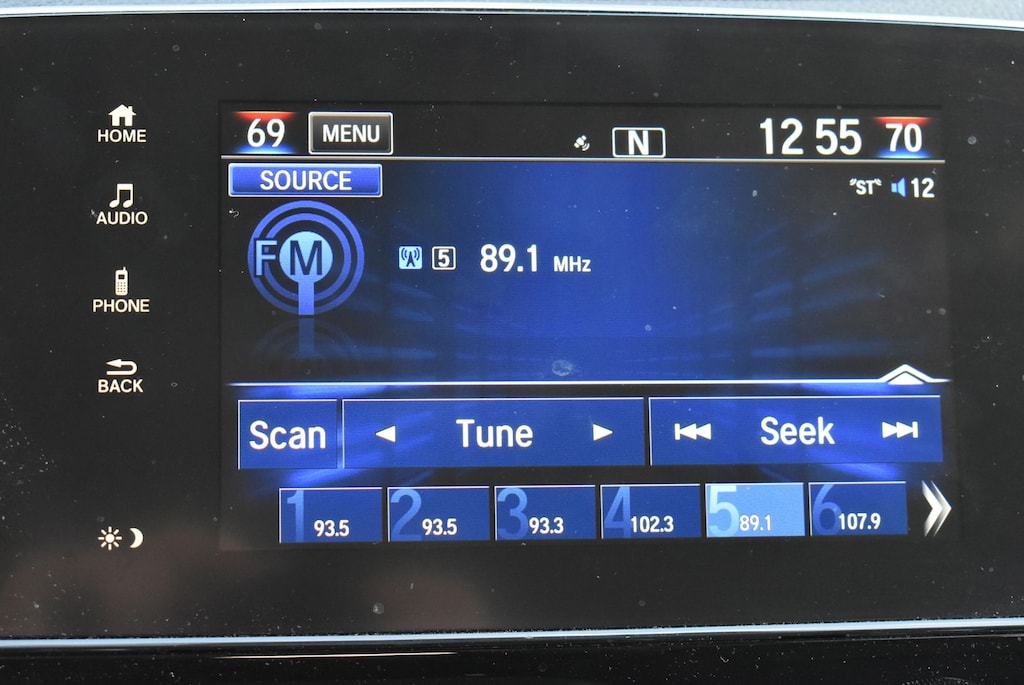 HOME
AUDIO
PHONE
BACK
69 MENU N 12 55 70
SOURCE "ST" 12
FM 5 89.1 MHz
Scan Tune Seek
1 93.5 2 93.5 3 93.3 4 102.3 5 89.1 6 107.9